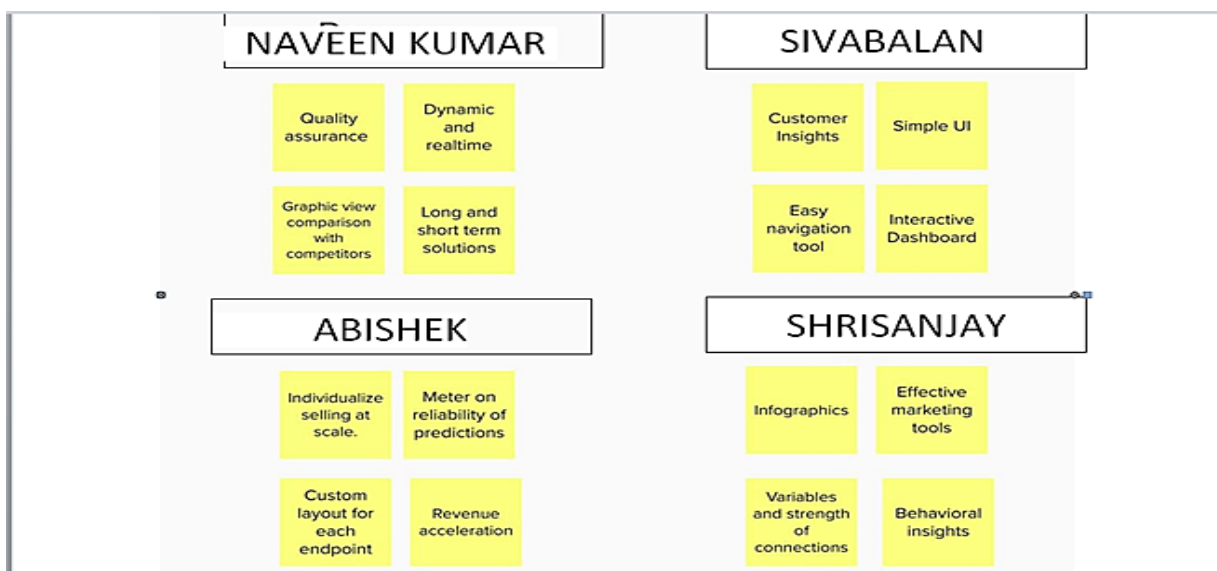 NAVEEN KUMAR
SIVABALAN
Quality
assurance
Dynamic
and
realtime
Customer
Insights
Simple UI
Graphic view
comparison
with
competitors
Long and
short term
solutions
Easy
navigation
tool
Interactive
Dashboard
ABISHEK
SHRISANJAY
Individualize
selling at
scale.
Meter on
reliability of
predictions
Infographics
Effective
marketing
tools
Custom
layout for
each
endpoint
Revenue
acceleration
Variables
and strength
of
connections
Behavioral
insights